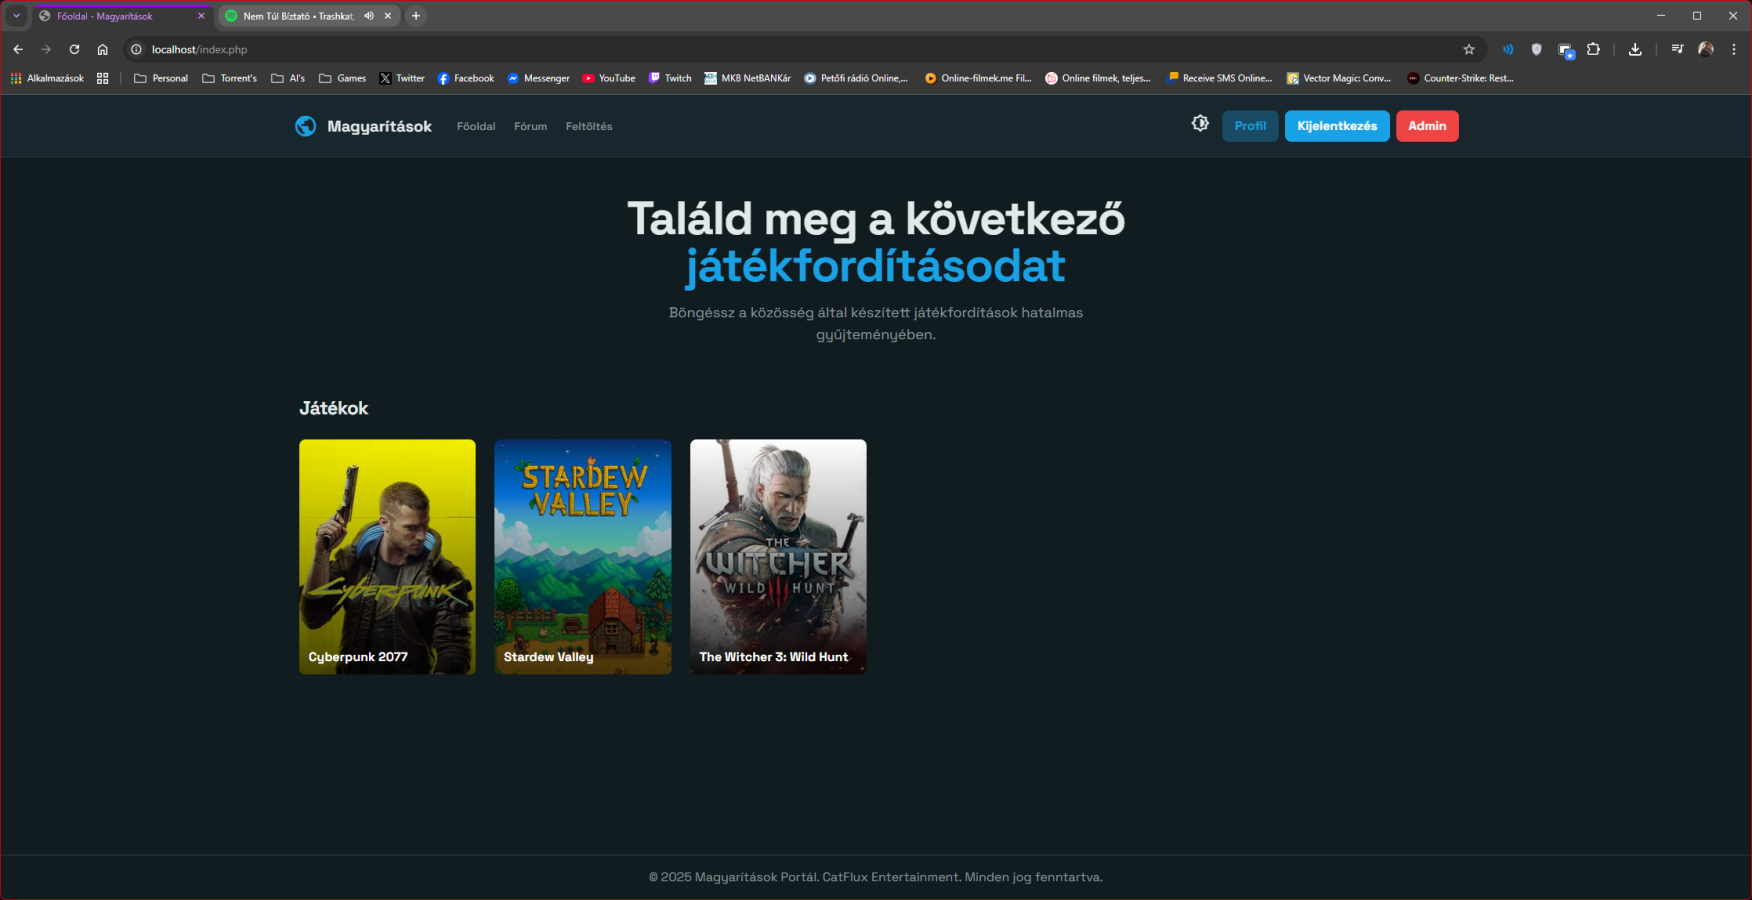 Főoldal - Magyarítások
Nem Túl Bíztató • Trashkat,
localhost/index.php
Alkalmazások Personal Torrent's AI's Games Twitter Facebook Messenger YouTube Twitch MKB NetBANKár Petőfi rádió Online,... Online-filmek.me Fil... Online filmek, teljes... Receive SMS Online... Vector Magic: Conv... Counter-Strike: Rest...
Magyarítások Főoldal Fórum Feltöltés Profil Kijelentkezés Admin
Találd meg a következő
játékfordításodat
Böngéssz a közösség által készített játékfordítások hatalmas
gyűjteményében.
Játékok
CYBERPUNK
Cyberpunk 2077
STARDEW
VALLEY
Stardew Valley
THE
WITCHER
WILD HUNT
The Witcher 3: Wild Hunt
© 2025 Magyarítások Portál. CatFlux Entertainment. Minden jog fenntartva.